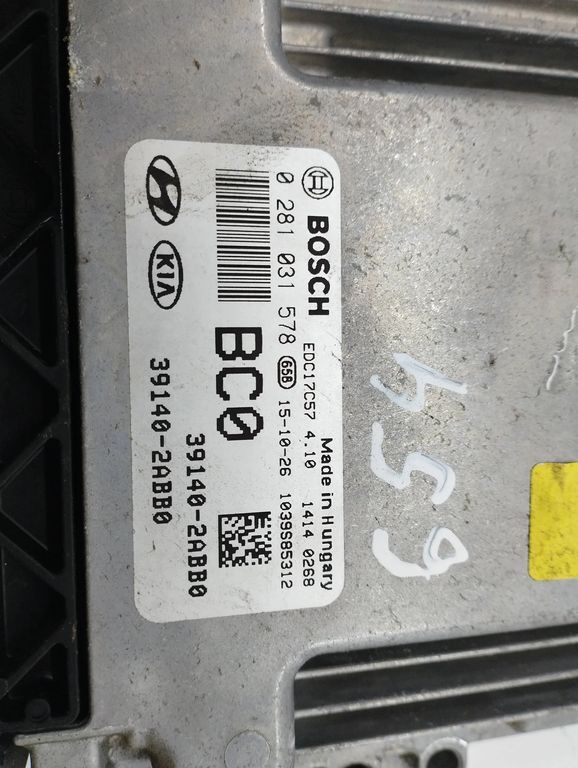 BOSCH
EDC17C57 4.10
Made in Hungary
1414 0268
0 281 031 578 65B 15-10-26 1039S85312
BC0
39140-2ABB0
KIA 39140-2ABB0
459